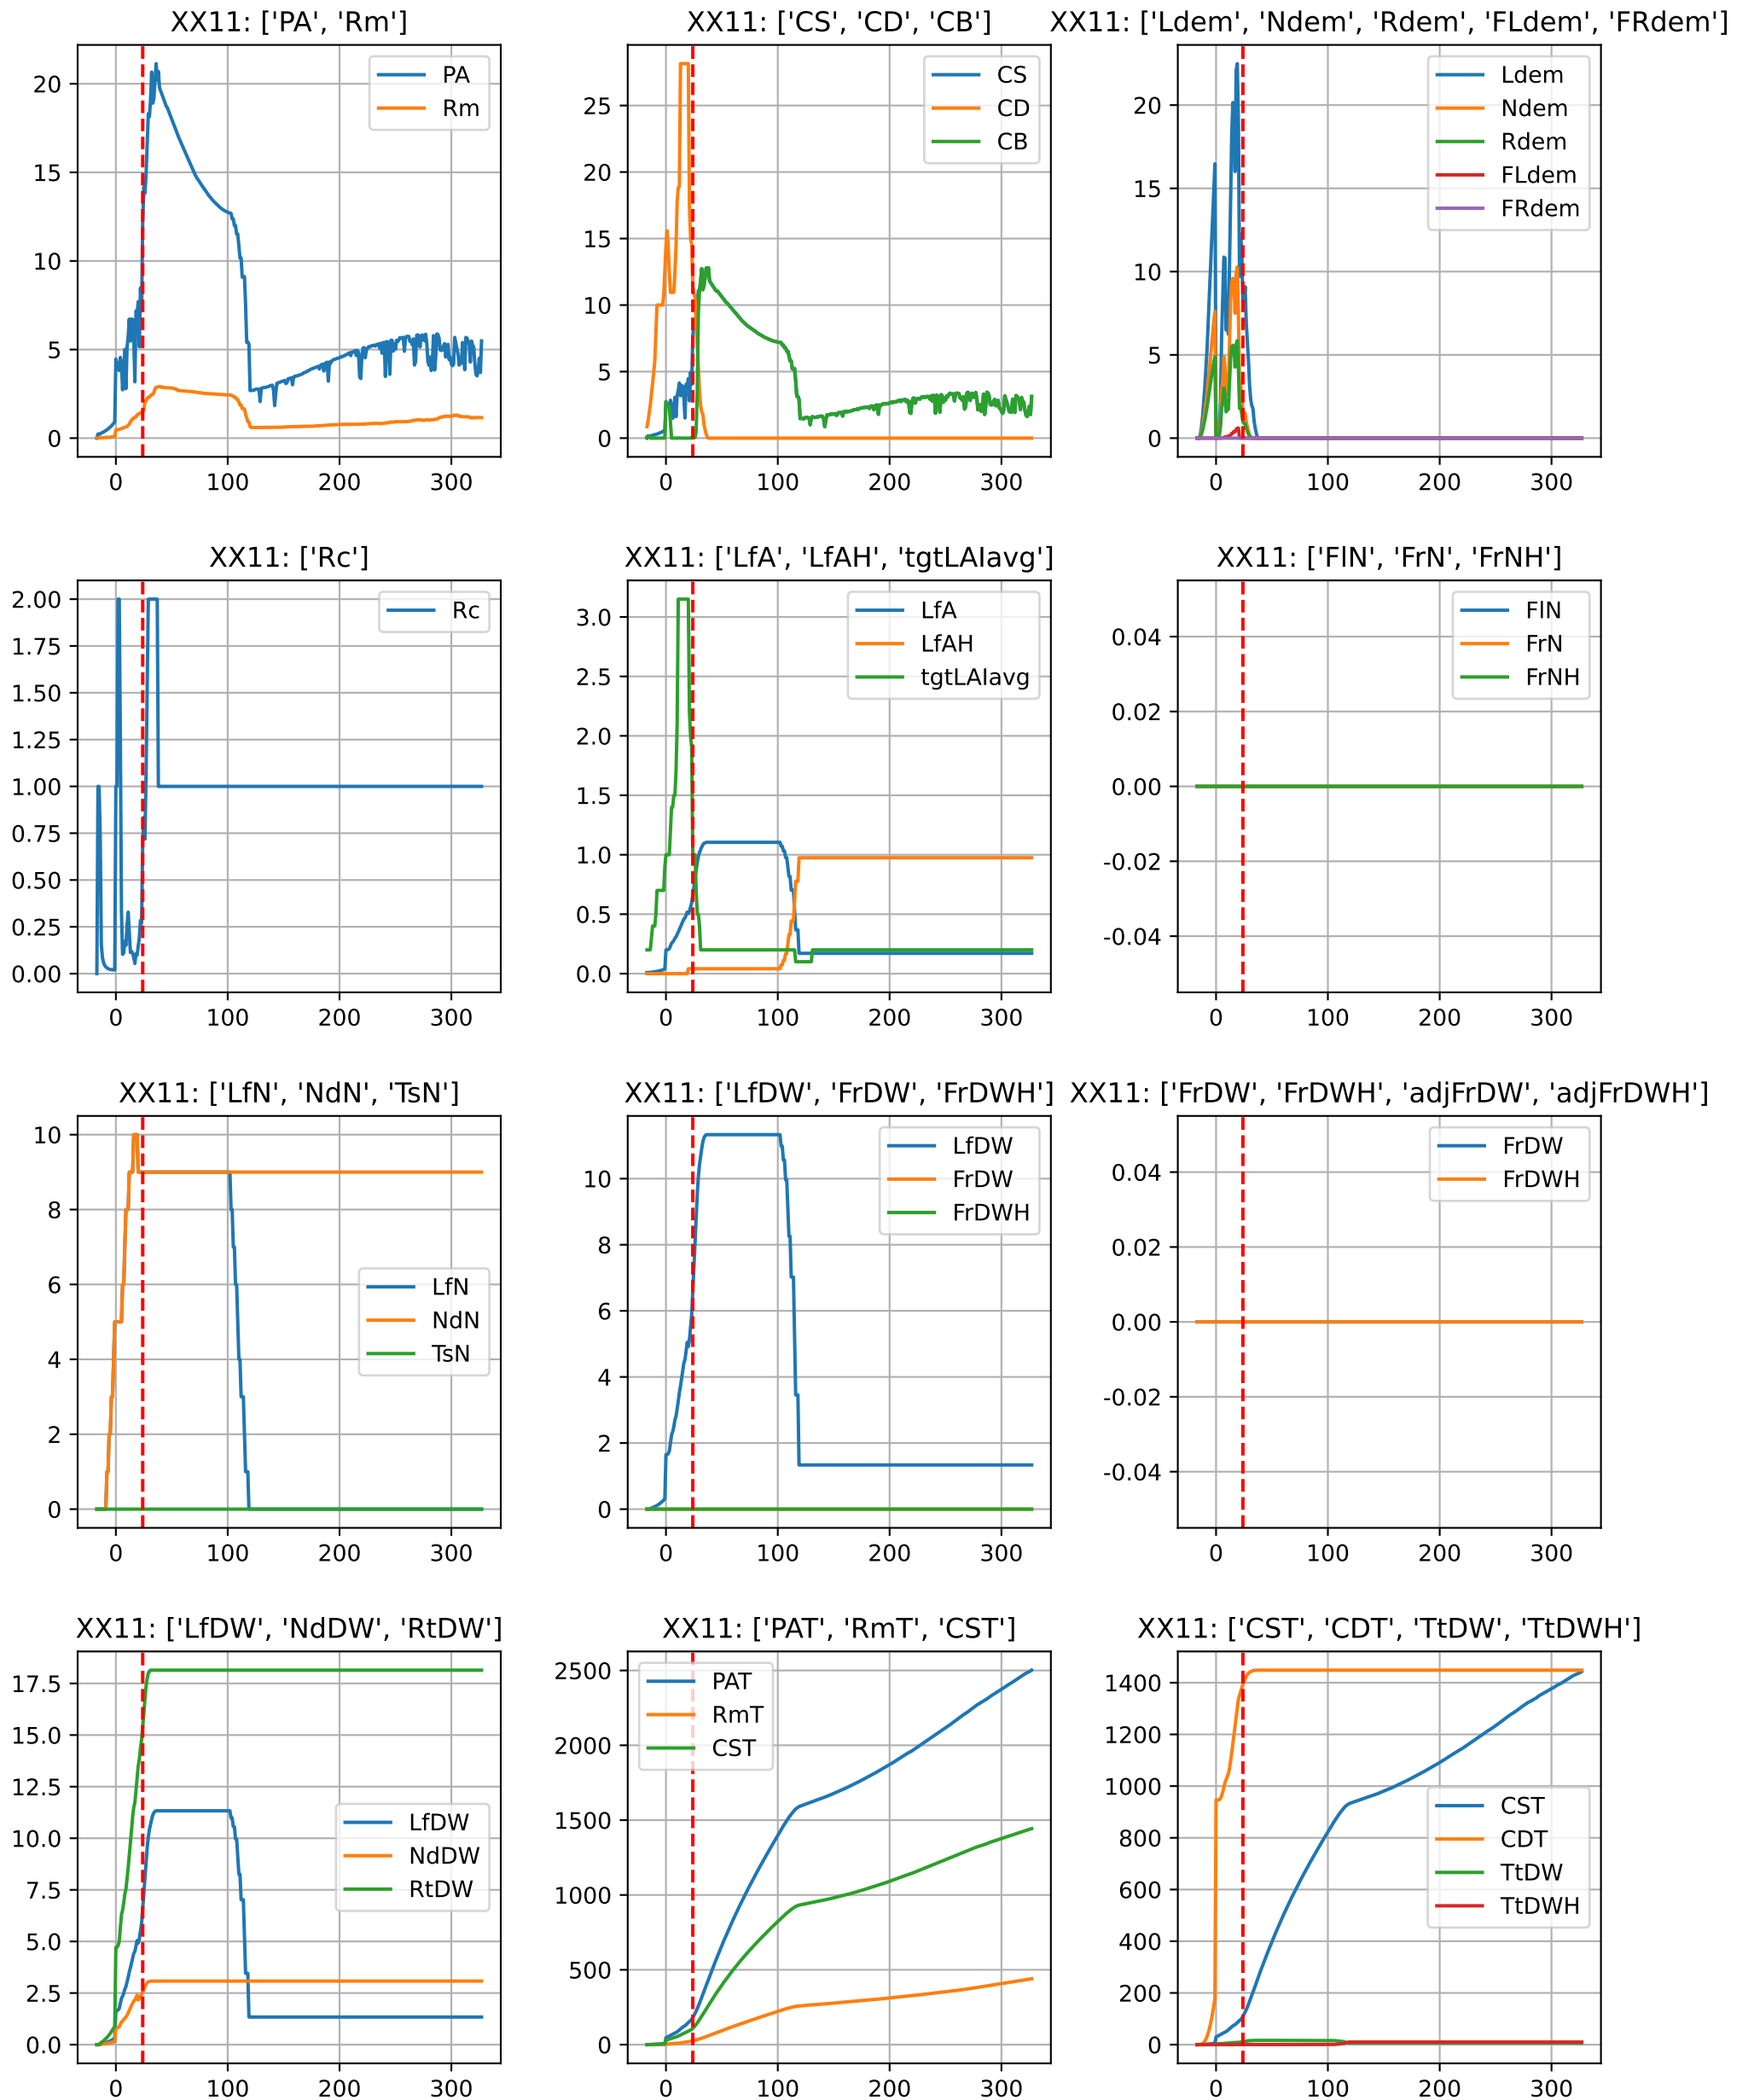 XX11: ['PA', 'Rm']
20
15
10
5
0
0 100 200 300
PA
Rm
XX11: ['CS', 'CD', 'CB']
25
20
15
10
5
0
0 100 200 300
CS
CD
CB
XX11: ['Ldem', 'Ndem', 'Rdem', 'FLdem', 'FRdem']
20
15
10
5
0
0 100 200 300
Ldem
Ndem
Rdem
FLdem
FRdem
XX11: ['Rc']
2.00
1.75
1.50
1.25
1.00
0.75
0.50
0.25
0.00
0 100 200 300
Rc
XX11: ['LfA', 'LfAH', 'tgtLAIavg']
3.0
2.5
2.0
1.5
1.0
0.5
0.0
0 100 200 300
LfA
LfAH
tgtLAIavg
XX11: ['FlN', 'FrN', 'FrNH']
0.04
0.02
0.00
-0.02
-0.04
0 100 200 300
FlN
FrN
FrNH
XX11: ['LfN', 'NdN', 'TsN']
10
8
6
4
2
0
0 100 200 300
LfN
NdN
TsN
XX11: ['LfDW', 'FrDW', 'FrDWH']
10
8
6
4
2
0
0 100 200 300
LfDW
FrDW
FrDWH
XX11: ['FrDW', 'FrDWH', 'adjFrDW', 'adjFrDWH']
0.04
0.02
0.00
-0.02
-0.04
0 100 200 300
FrDW
FrDWH
XX11: ['LfDW', 'NdDW', 'RtDW']
17.5
15.0
12.5
10.0
7.5
5.0
2.5
0.0
0 100 200 300
LfDW
NdDW
RtDW
XX11: ['PAT', 'RmT', 'CST']
2500
2000
1500
1000
500
0
0 100 200 300
PAT
RmT
CST
XX11: ['CST', 'CDT', 'TtDW', 'TtDWH']
1400
1200
1000
800
600
400
200
0
0 100 200 300
CST
CDT
TtDW
TtDWH